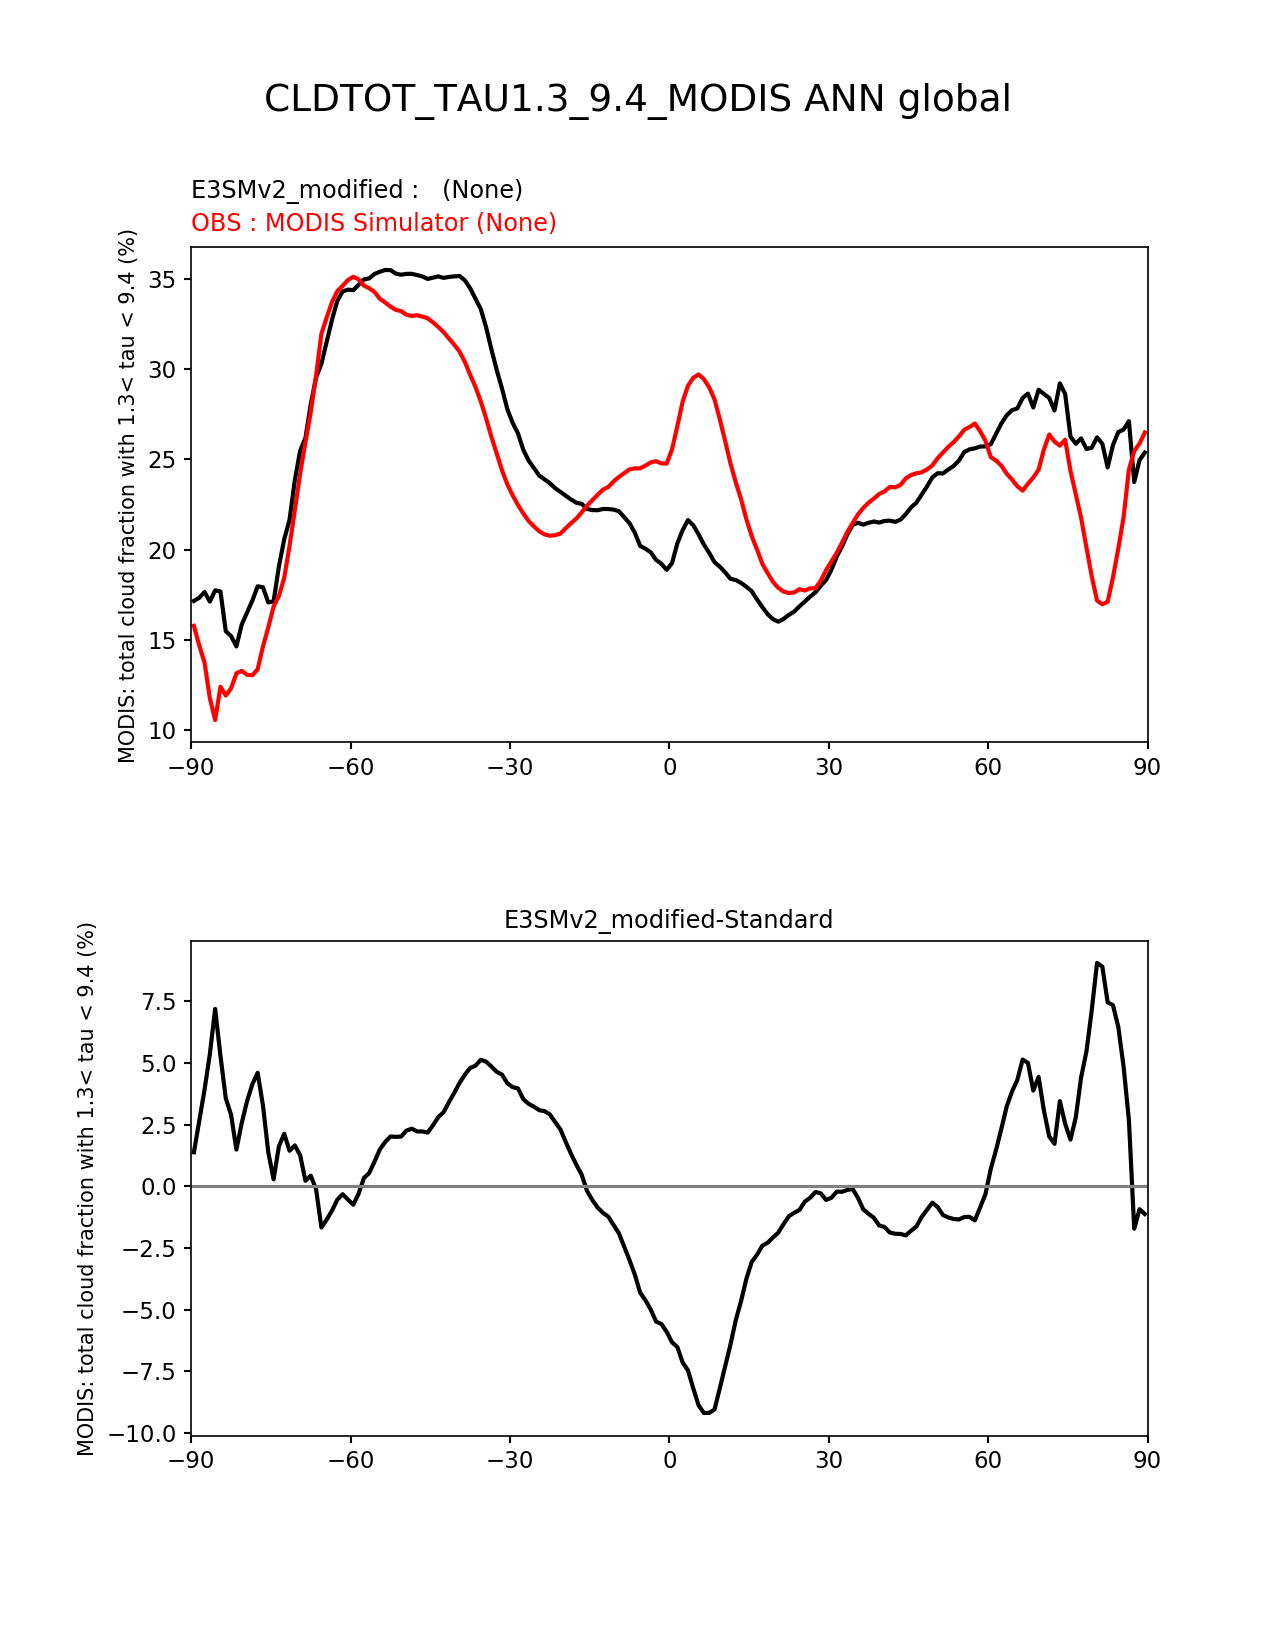 CLDTOT_TAU1.3_9.4_MODIS ANN global
E3SMv2_modified :   (None)
OBS : MODIS Simulator (None)
MODIS: total cloud fraction with 1.3< tau < 9.4 (%)
35
30
25
20
15
10
−90 −60 −30 0 30 60 90
E3SMv2_modified-Standard
MODIS: total cloud fraction with 1.3< tau < 9.4 (%)
7.5
5.0
2.5
0.0
−2.5
−5.0
−7.5
−10.0
−90 −60 −30 0 30 60 90